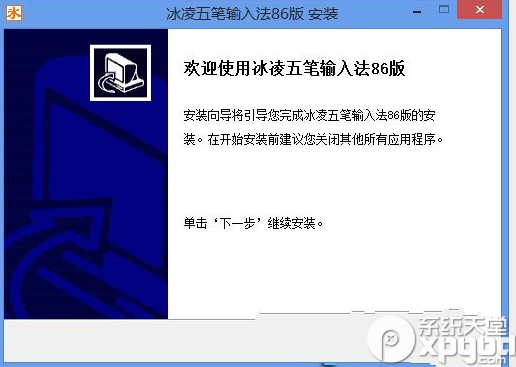 冰凌五笔输入法86版 安装
欢迎使用冰凌五笔输入法86版
安装向导将引导您完成冰凌五笔输入法86版的安
装。在开始安装前建议您关闭其他所有应用程序。
单击‘下一步’继续安装。
系统天堂